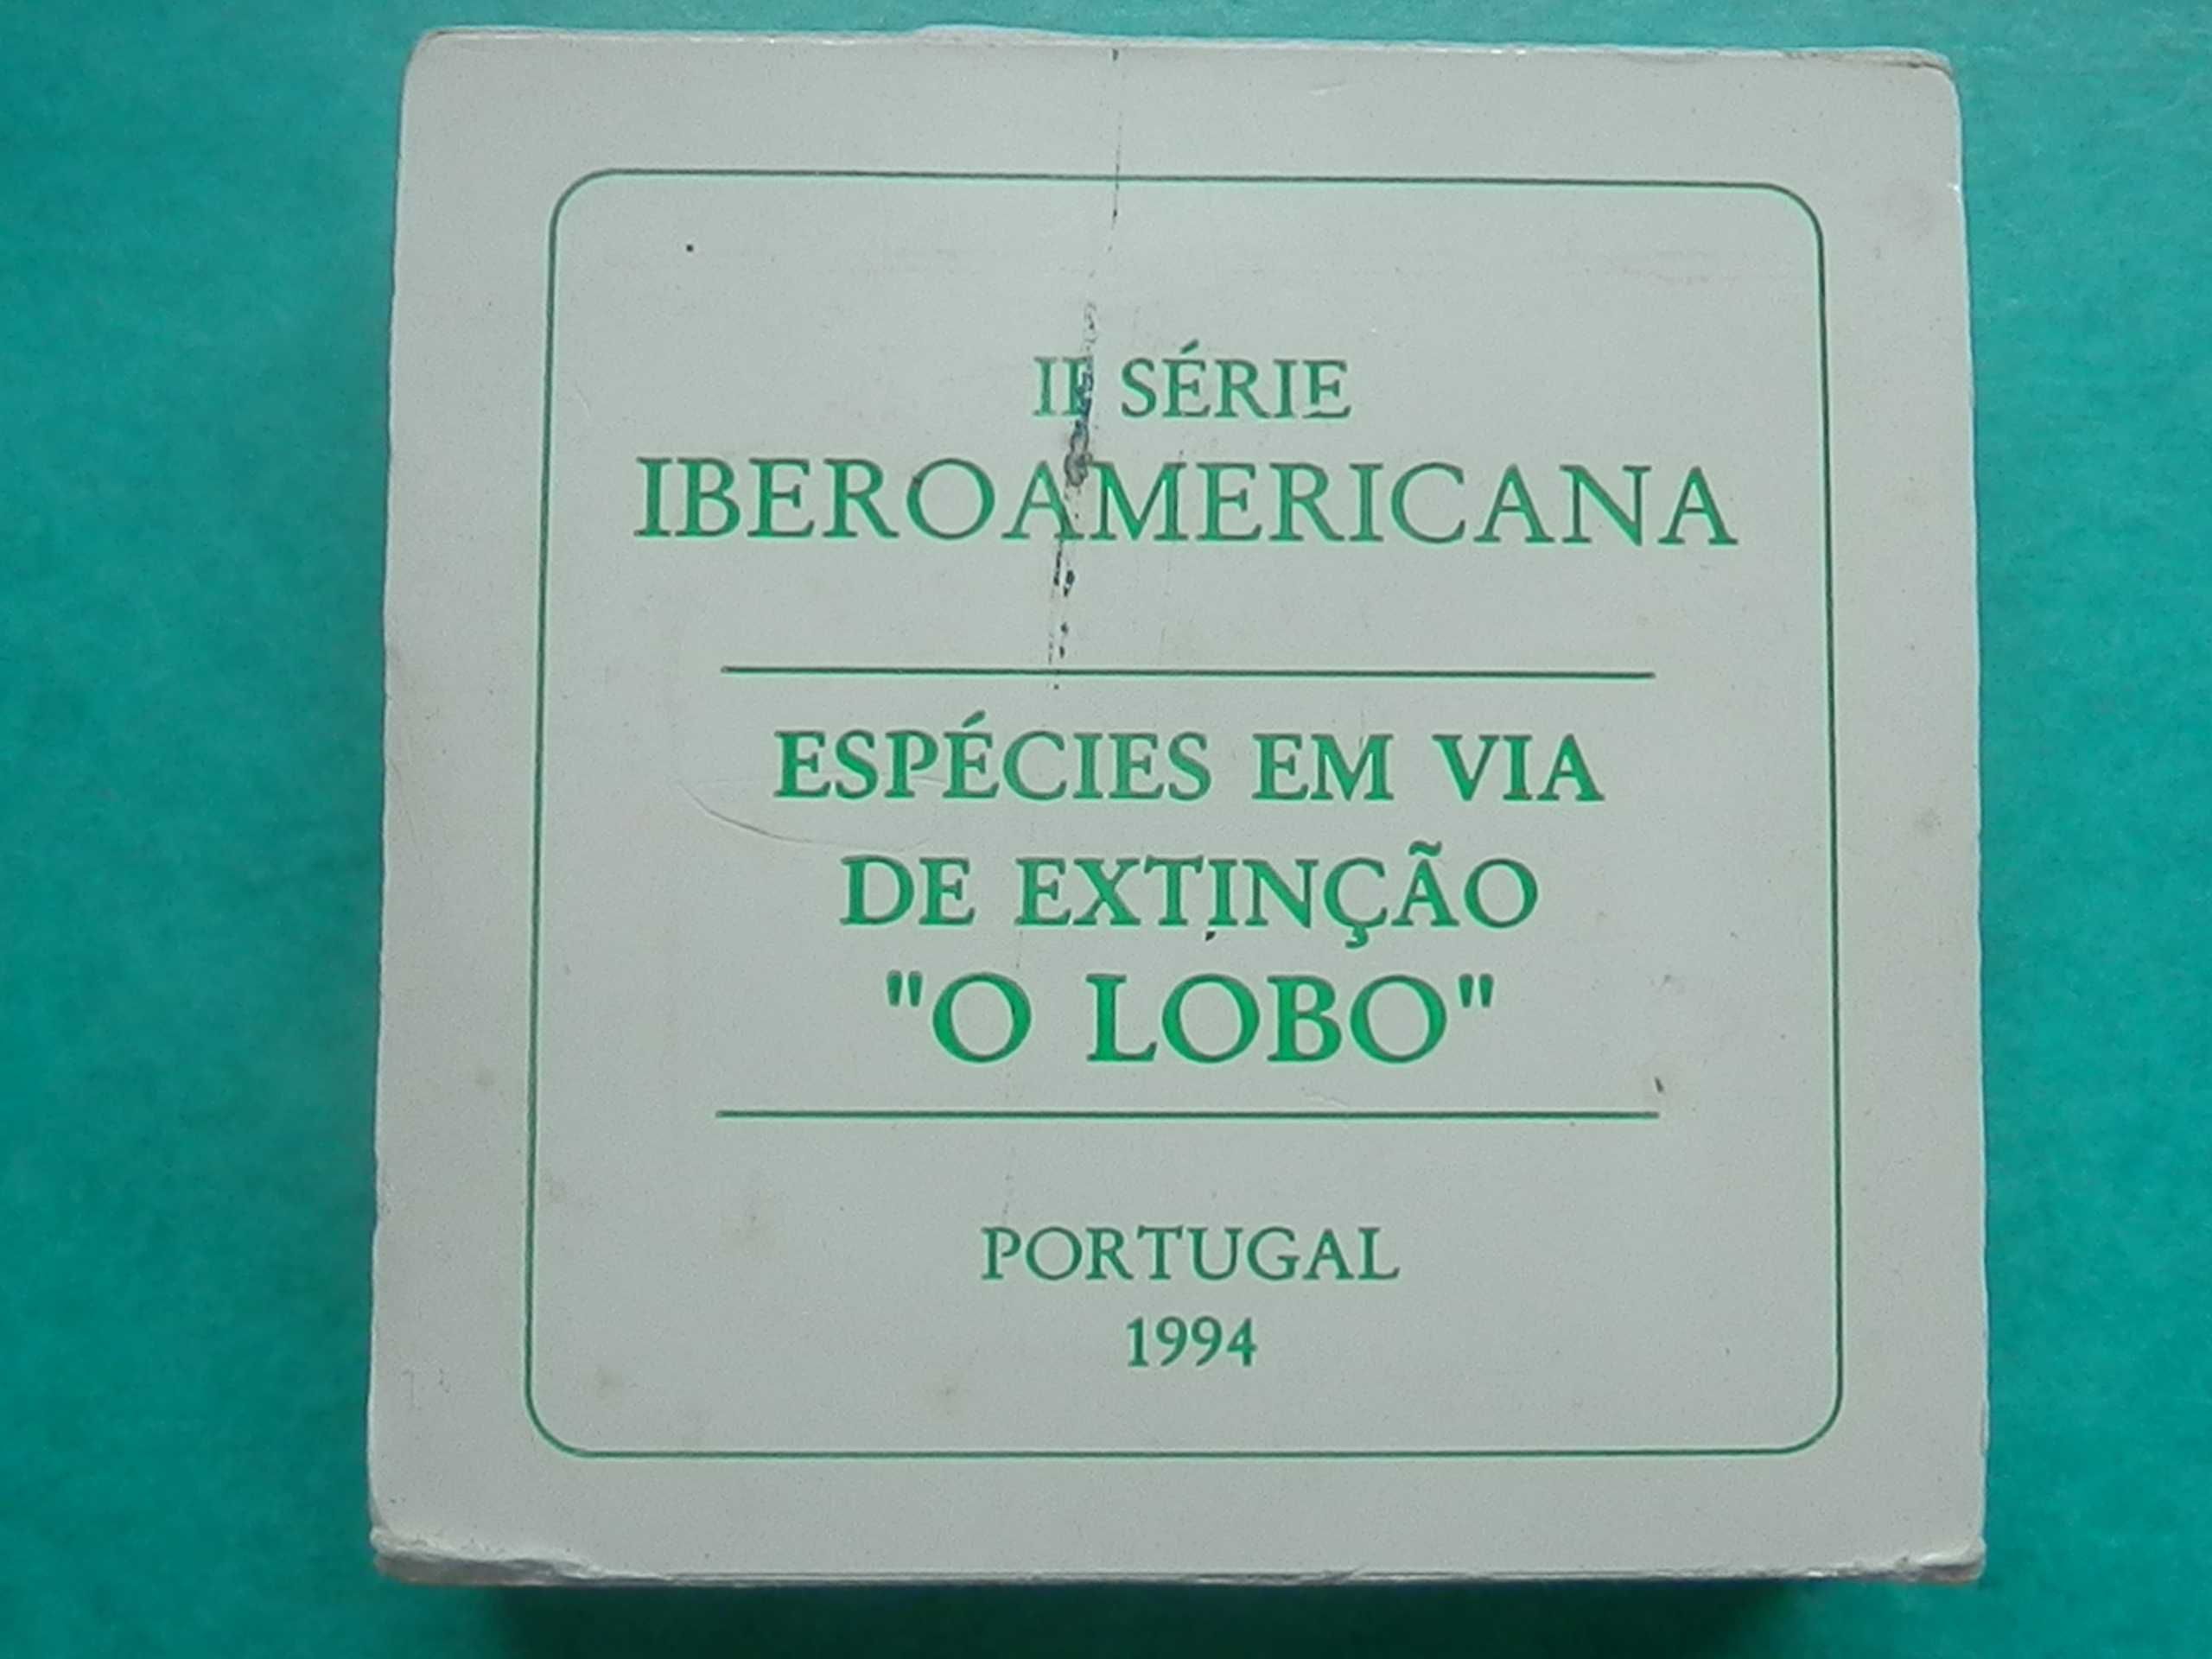 II SÉRIE
IBEROAMERICANA
ESPÉCIES EM VIA
DE EXTINÇÃO
"O LOBO"
PORTUGAL
1994